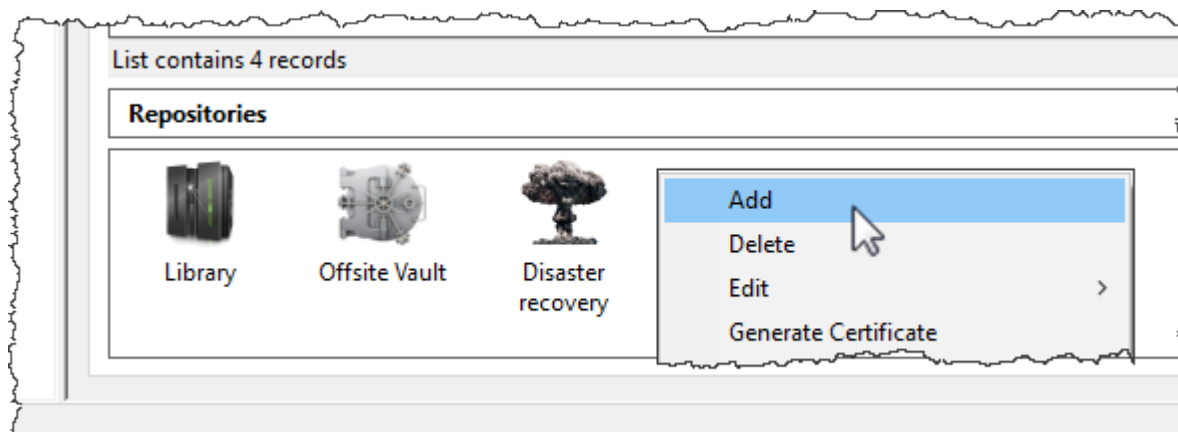 List contains 4 records
Repositories
Library
Offsite Vault
Disaster
recovery
Add
Delete
Edit
Generate Certificate